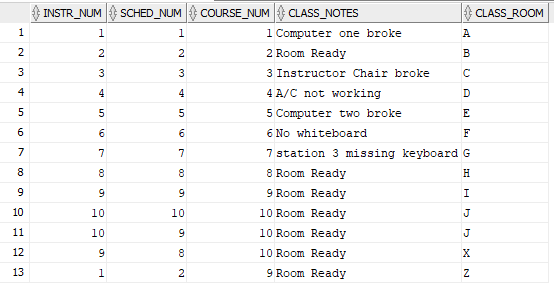 INSTR_NUM SCHED_NUM COURSE_NUM CLASS_NOTES CLASS_ROOM
1 1 1 1 Computer one broke A
2 2 2 2 Room Ready B
3 3 3 3 Instructor Chair broke C
4 4 4 4 A/C not working D
5 5 5 5 Computer two broke E
6 6 6 6 No whiteboard F
7 7 7 7 station 3 missing keyboard G
8 8 8 8 Room Ready H
9 9 9 9 Room Ready I
10 10 10 10 Room Ready J
11 10 9 10 Room Ready J
12 9 8 10 Room Ready X
13 1 2 9 Room Ready Z